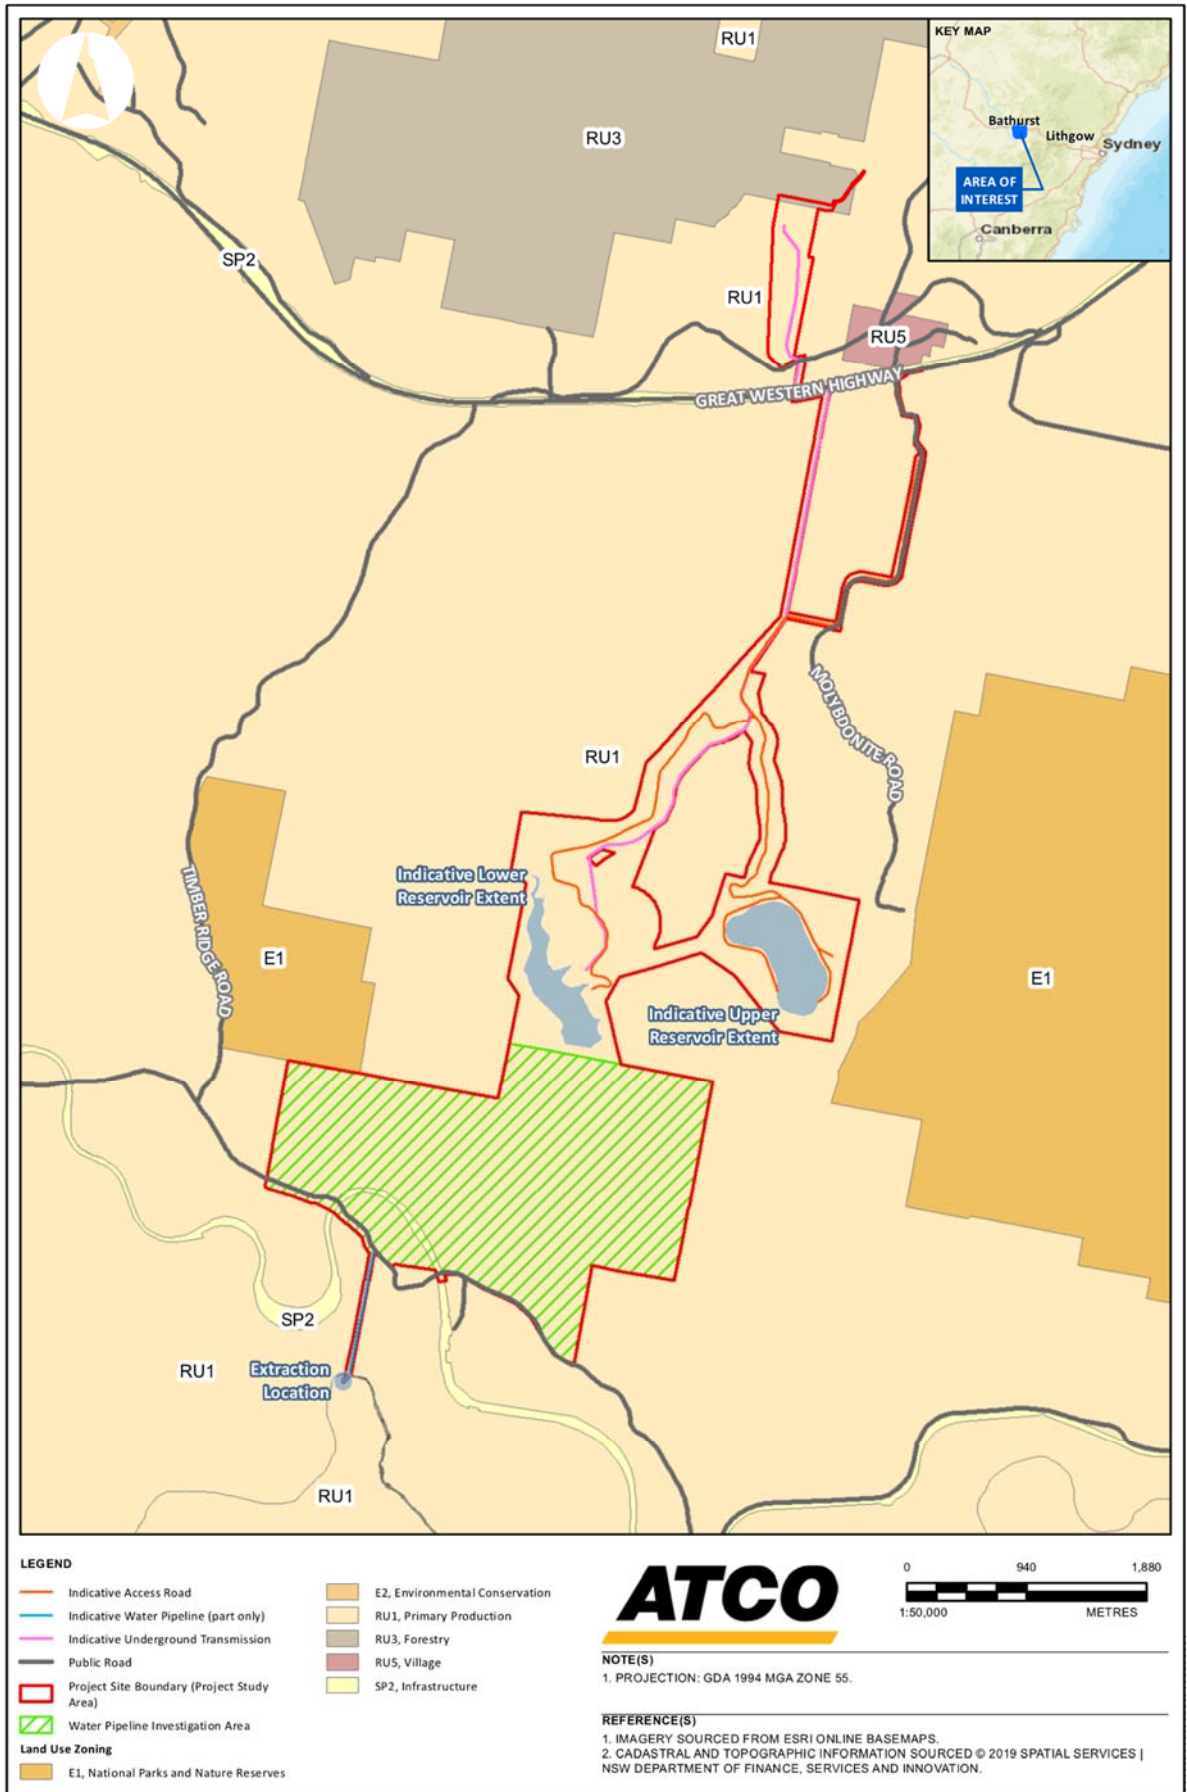 KEY MAP
Bathurst
Lithgow
Sydney
AREA OF
INTEREST
Canberra
RU1
RU3
SP2
RU1
RU5
GREAT WESTERN HIGHWAY
MOLYBDONITE ROAD
RU1
TIMBER RIDGE ROAD
Indicative Lower
Reservoir Extent
E1
E1
Indicative Upper
Reservoir Extent
SP2
RU1
Extraction
Location
RU1
LEGEND
Indicative Access Road
Indicative Water Pipeline (part only)
Indicative Underground Transmission
Public Road
Project Site Boundary (Project Study
Area)
Water Pipeline Investigation Area
Land Use Zoning
E1, National Parks and Nature Reserves
E2, Environmental Conservation
RU1, Primary Production
RU3, Forestry
RU5, Village
SP2, Infrastructure
ATCO
0 940 1,880
1:50,000 METRES
NOTE(S)
1. PROJECTION: GDA 1994 MGA ZONE 55.
REFERENCE(S)
1. IMAGERY SOURCED FROM ESRI ONLINE BASEMAPS.
2. CADASTRAL AND TOPOGRAPHIC INFORMATION SOURCED © 2019 SPATIAL SERVICES |
NSW DEPARTMENT OF FINANCE, SERVICES AND INNOVATION.